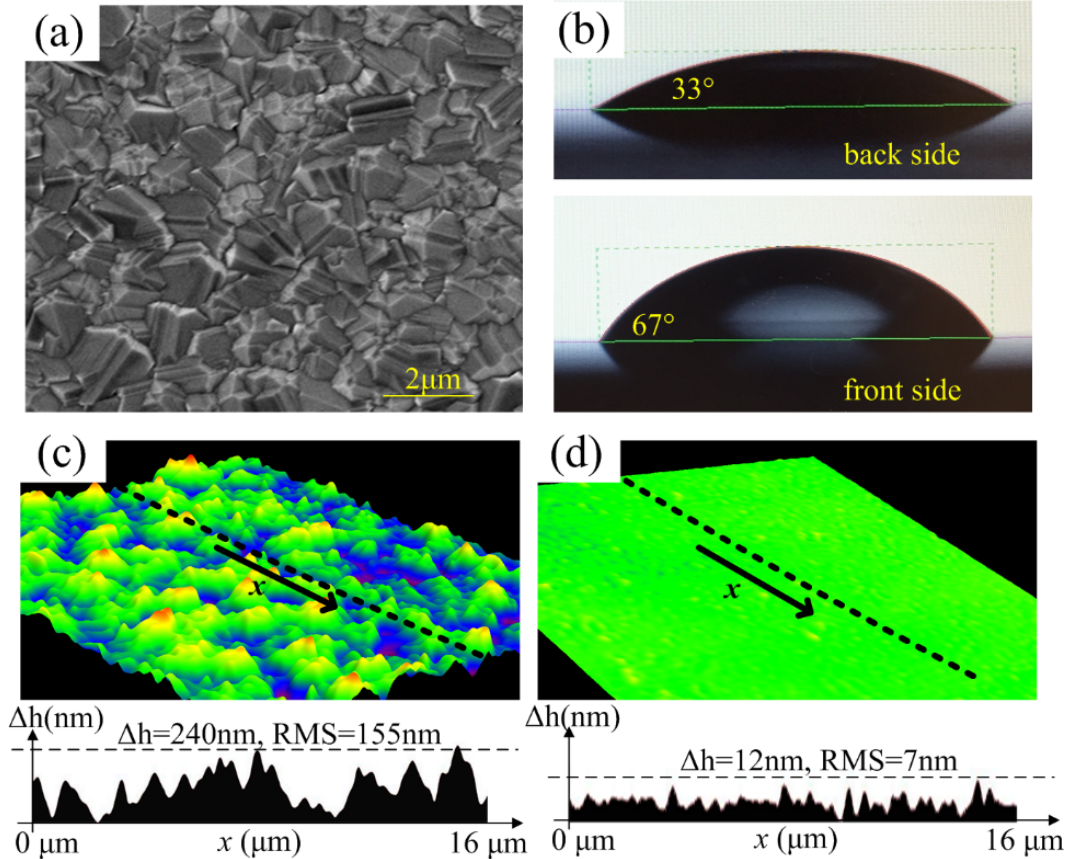 (a)
2μm
(b)
33°
back side
67°
front side
(c)
x
Δh(nm)
Δh=240nm, RMS=155nm
0 μm
x (μm)
16 μm
(d)
x
Δh(nm)
Δh=12nm, RMS=7nm
0 μm
x (μm)
16 μm